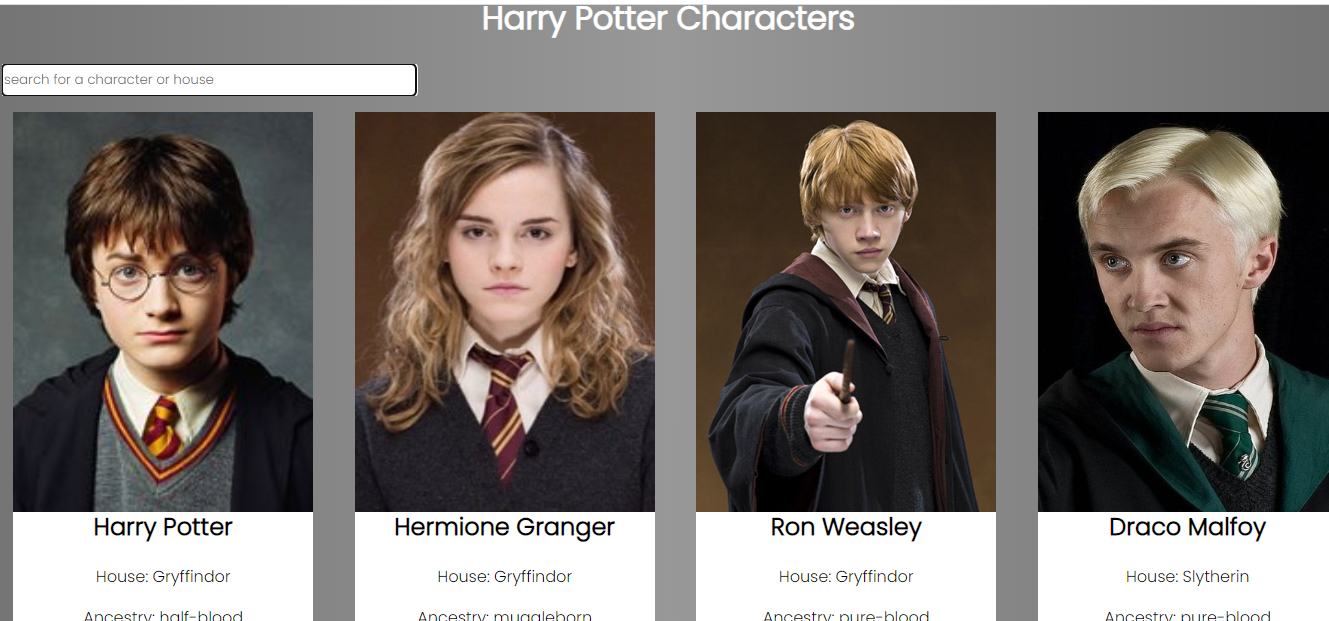 Harry Potter Characters
search for a character or house
Harry Potter
Hermione Granger
Ron Weasley
Draco Malfoy
House: Gryffindor
House: Gryffindor
House: Gryffindor
House: Slytherin
Ancestry: half-blood
Ancestry: muggleborn
Ancestry: pure-blood
Ancestry: pure-blood